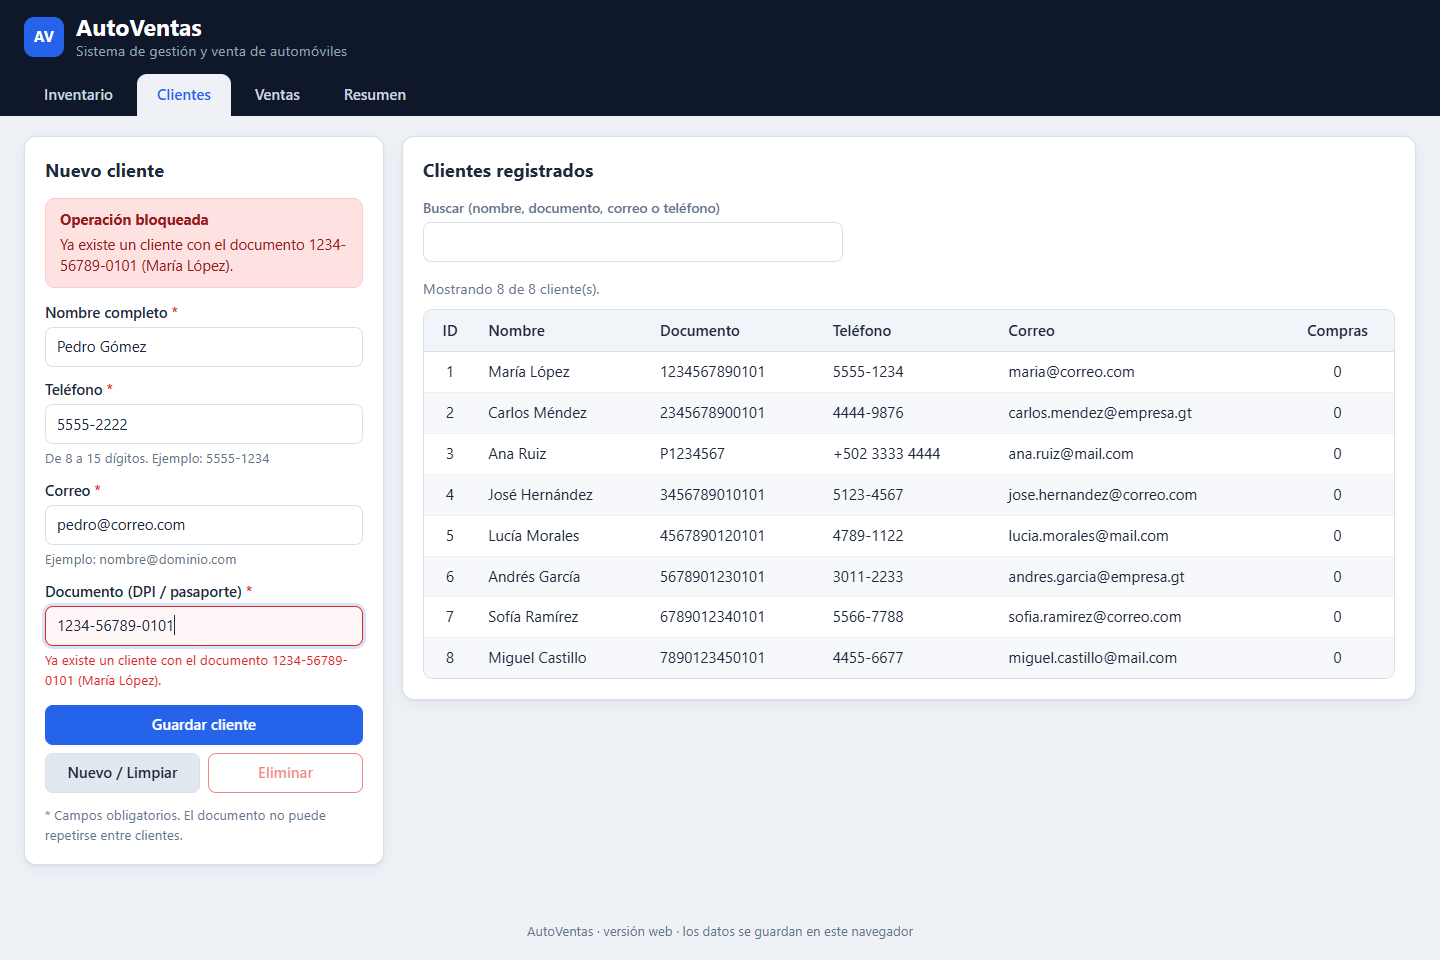 AV
AutoVentas
Sistema de gestión y venta de automóviles
Inventario Clientes Ventas Resumen
Nuevo cliente
Operación bloqueada
Ya existe un cliente con el documento 1234-
56789-0101 (María López).
Nombre completo *
Pedro Gómez
Teléfono *
5555-2222
De 8 a 15 dígitos. Ejemplo: 5555-1234
Correo *
pedro@correo.com
Ejemplo: nombre@dominio.com
Documento (DPI / pasaporte) *
1234-56789-0101
Ya existe un cliente con el documento 1234-56789-
0101 (María López).
Guardar cliente
Nuevo / Limpiar Eliminar
* Campos obligatorios. El documento no puede
repetirse entre clientes.
Clientes registrados
Buscar (nombre, documento, correo o teléfono)
Mostrando 8 de 8 cliente(s).
ID Nombre Documento Teléfono Correo Compras
1 María López 1234567890101 5555-1234 maria@correo.com 0
2 Carlos Méndez 2345678900101 4444-9876 carlos.mendez@empresa.gt 0
3 Ana Ruiz P1234567 +502 3333 4444 ana.ruiz@mail.com 0
4 José Hernández 3456789010101 5123-4567 jose.hernandez@correo.com 0
5 Lucía Morales 4567890120101 4789-1122 lucia.morales@mail.com 0
6 Andrés García 5678901230101 3011-2233 andres.garcia@empresa.gt 0
7 Sofía Ramírez 6789012340101 5566-7788 sofia.ramirez@correo.com 0
8 Miguel Castillo 7890123450101 4455-6677 miguel.castillo@mail.com 0
AutoVentas · versión web · los datos se guardan en este navegador